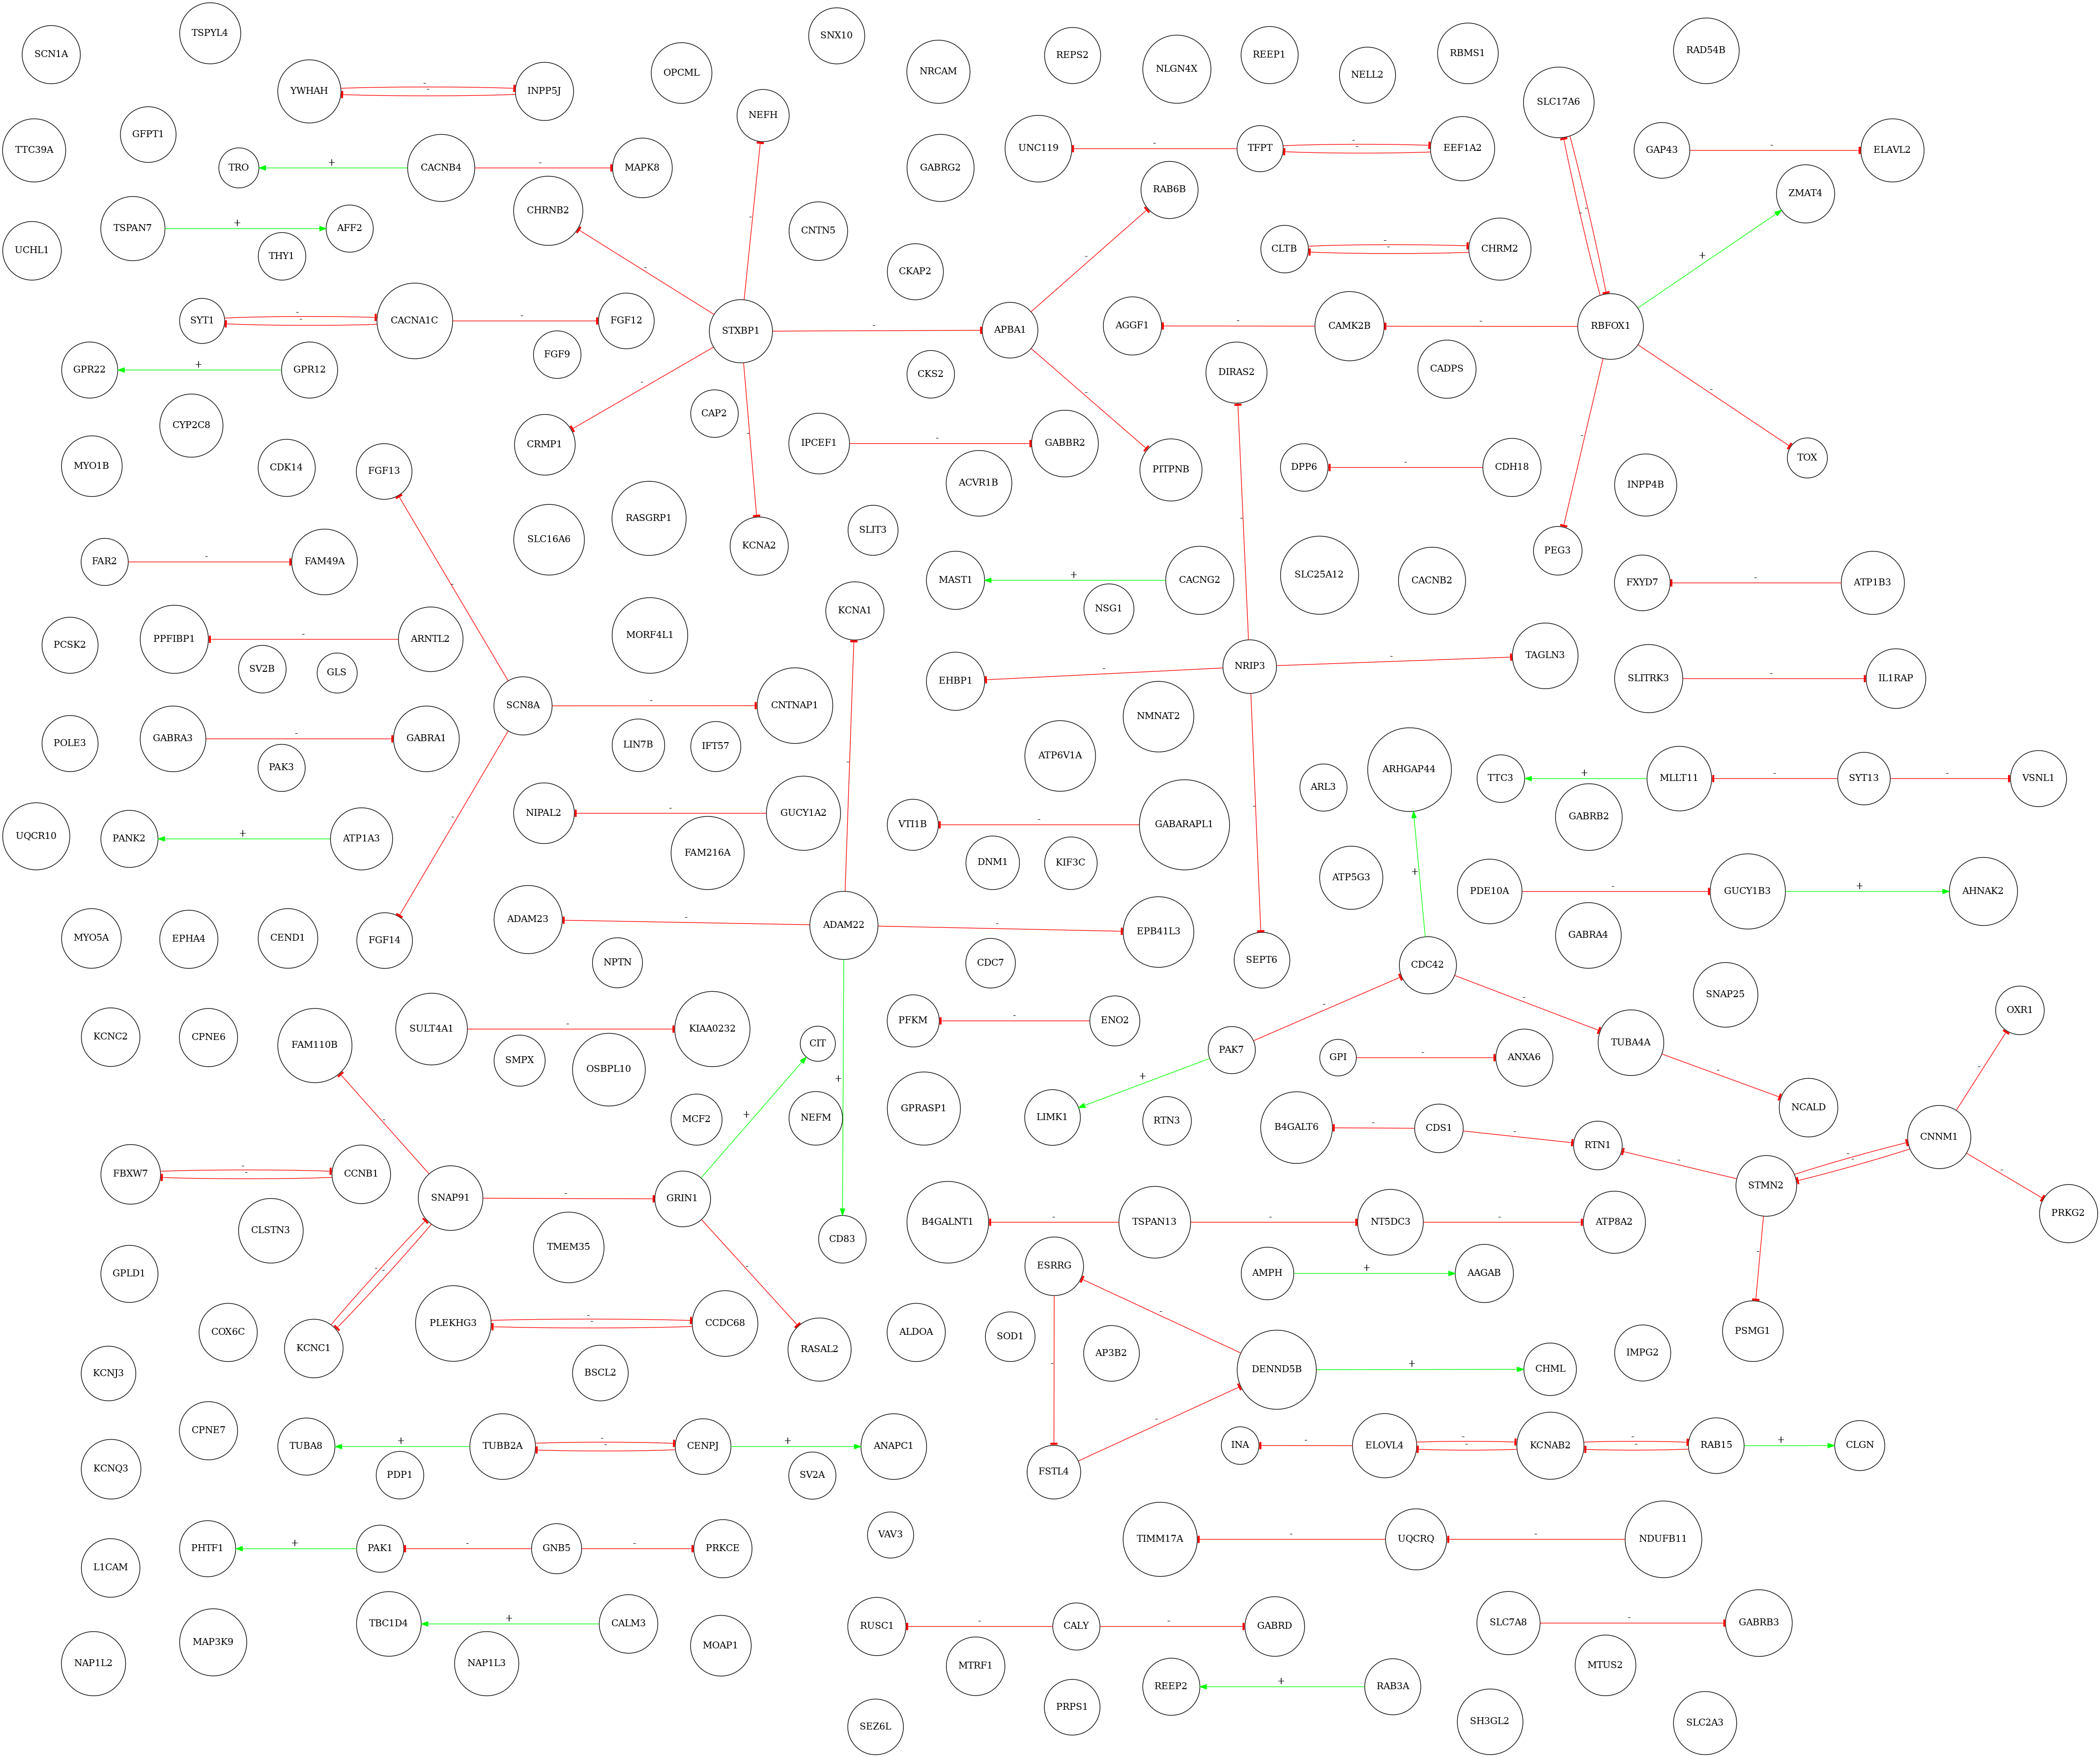 SCN1A
TSPYL4
SNX10
OPCML
NRCAM
REPS2
NLGN4X
REEP1
NELL2
RBMS1
RAD54B
YWHAH
-
-
INPP5J
NEFH
SLC17A6
TTC39A
GFPT1
TRO
+
CACNB4
-
MAPK8
GABRG2
UNC119
-
TFPT
-
-
EEF1A2
GAP43
-
ELAVL2
RAB6B
ZMAT4
UCHL1
TSPAN7
+
AFF2
THY1
CHRNB2
-
-
CNTN5
CKAP2
-
CLTB
-
-
CHRM2
-
-
+
SYT1
-
-
CACNA1C
-
FGF12
FGF9
STXBP1
-
APBA1
AGGF1
-
CAMK2B
-
RBFOX1
CADPS
GPR22
+
GPR12
CYP2C8
CRMP1
-
CAP2
-
CKS2
-
DIRAS2
-
-
TOX
MYO1B
CDK14
FGF13
IPCEF1
-
GABBR2
ACVR1B
PITPNB
DPP6
-
CDH18
INPP4B
FAR2
-
FAM49A
SLC16A6
RASGRP1
KCNA2
SLIT3
-
PEG3
MAST1
+
CACNG2
NSG1
SLC25A12
CACNB2
FXYD7
-
ATP1B3
PCSK2
PPFIBP1
-
ARNTL2
SV2B
GLS
-
MORF4L1
KCNA1
EHBP1
-
NRIP3
-
TAGLN3
SLITRK3
-
IL1RAP
POLE3
GABRA3
-
GABRA1
PAK3
SCN8A
-
CNTNAP1
LIN7B
IFT57
-
NMNAT2
ATP6V1A
ARL3
ARHGAP44
TTC3
+
MLLT11
-
SYT13
-
VSNL1
GABRB2
UQCR10
PANK2
+
ATP1A3
-
NIPAL2
-
GUCY1A2
FAM216A
VTI1B
-
GABARAPL1
DNM1
KIF3C
-
ATP5G3
+
PDE10A
-
GUCY1B3
+
AHNAK2
GABRA4
MYO5A
EPHA4
CEND1
FGF14
ADAM23
-
ADAM22
-
EPB41L3
NPTN
CDC7
SEPT6
CDC42
-
-
SNAP25
KCNC2
CPNE6
FAM110B
SULT4A1
-
KIAA0232
SMPX
OSBPL10
CIT
+
PFKM
-
ENO2
PAK7
+
GPI
-
ANXA6
TUBA4A
-
OXR1
-
-
MCF2
+
NEFM
GPRASP1
LIMK1
RTN3
B4GALT6
-
CDS1
-
RTN1
-
NCALD
-
-
CNNM1
-
FBXW7
-
-
CCNB1
SNAP91
-
GRIN1
STMN2
PRKG2
CLSTN3
TMEM35
CD83
B4GALNT1
-
TSPAN13
-
NT5DC3
-
ATP8A2
-
GPLD1
-
-
-
ESRRG
AMPH
+
AAGAB
COX6C
KCNC1
PLEKHG3
-
-
CCDC68
RASAL2
ALDOA
SOD1
AP3B2
-
-
PSMG1
KCNJ3
BSCL2
DENND5B
+
CHML
IMPG2
CPNE7
TUBA8
+
TUBB2A
-
-
CENPJ
+
ANAPC1
-
INA
-
ELOVL4
-
-
KCNAB2
-
-
RAB15
+
CLGN
KCNQ3
PDP1
SV2A
FSTL4
L1CAM
PHTF1
+
PAK1
-
GNB5
-
PRKCE
VAV3
TIMM17A
-
UQCRQ
-
NDUFB11
NAP1L2
MAP3K9
TBC1D4
+
CALM3
NAP1L3
MOAP1
RUSC1
-
CALY
-
GABRD
MTRF1
SLC7A8
-
GABRB3
MTUS2
SEZ6L
PRPS1
REEP2
+
RAB3A
SH3GL2
SLC2A3